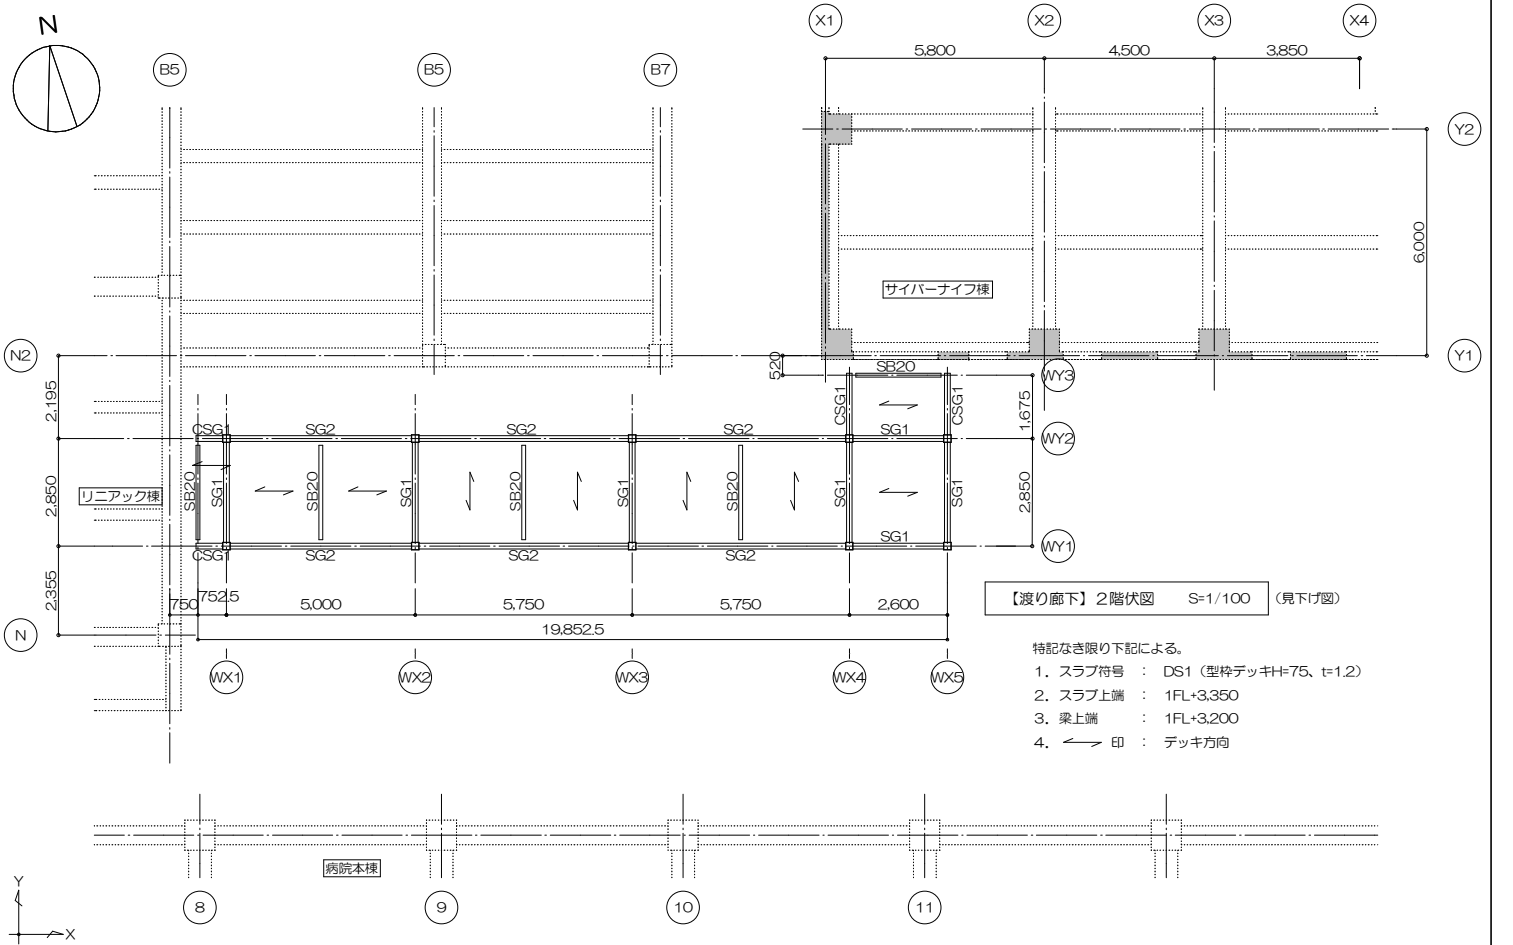 N
X1
X2
X3
X4
5,800
4,500
3,850
B5
B5
B7
Y2
6,000
サイバーナイフ棟
N2
Y1
520
SB20
WY3
2,195
CSG1
CSG1
1,675
CSG1
SG2
SG2
SG2
SG1
WY2
リニアック棟
2,850
SB20
SG1
SB20
SG1
SB20
SG1
SB20
SG1
SG1
2,850
SG1
CSG1
SG2
SG2
SG2
WY1
2,355
750
752.5
5,000
5,750
5,750
2,600
19,852.5
N
WX1
WX2
WX3
WX4
WX5
【渡り廊下】２階伏図 S=1/100 (見下げ図)
特記なき限り下記による。
1. スラブ符号 : DS1 (型枠デッキH=75、t=1.2)
2. スラブ上端 : 1FL+3,350
3. 梁上端 : 1FL+3,200
4. 印 : デッキ方向
病院本棟
Y
X
8
9
10
11